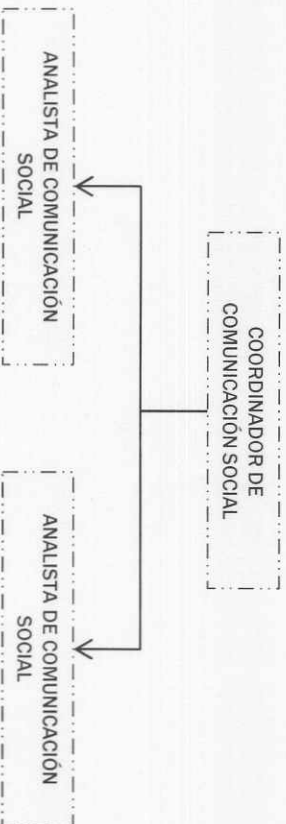 COORDINADOR DE
COMUNICACIÓN SOCIAL
ANALISTA DE COMUNICACIÓN
SOCIAL
ANALISTA DE COMUNICACIÓN
SOCIAL